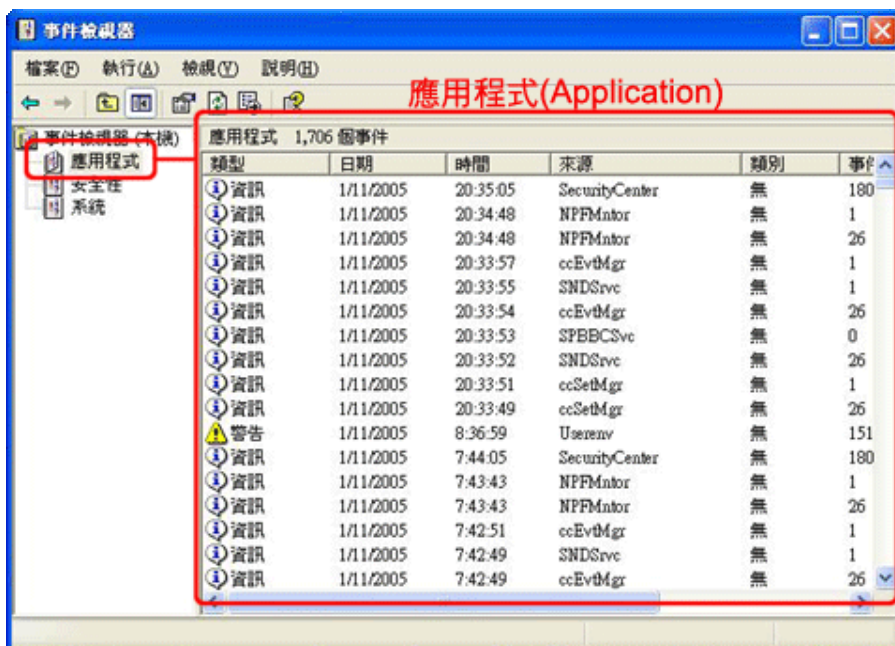 事件檢視器
檔案(F) 執行(A) 檢視(V) 說明(H)
應用程式(Application)
事件檢視器 (本機)
應用程式
安全性
系統
應用程式 1,706 個事件
類型 日期 時間 來源 類別 事件
資訊 1/11/2005 20:35:05 SecurityCenter 無 180
資訊 1/11/2005 20:34:48 NPFMntor 無 1
資訊 1/11/2005 20:34:48 NPFMntor 無 26
資訊 1/11/2005 20:33:57 ccEvtMgr 無 1
資訊 1/11/2005 20:33:55 SNDSrvc 無 1
資訊 1/11/2005 20:33:54 ccEvtMgr 無 26
資訊 1/11/2005 20:33:53 SPBBCSvc 無 0
資訊 1/11/2005 20:33:52 SNDSrvc 無 26
資訊 1/11/2005 20:33:51 ccSetMgr 無 1
資訊 1/11/2005 20:33:49 ccSetMgr 無 26
警告 1/11/2005 8:36:59 Userenv 無 151
資訊 1/11/2005 7:44:05 SecurityCenter 無 180
資訊 1/11/2005 7:43:43 NPFMntor 無 1
資訊 1/11/2005 7:43:43 NPFMntor 無 26
資訊 1/11/2005 7:42:51 ccEvtMgr 無 1
資訊 1/11/2005 7:42:49 SNDSrvc 無 1
資訊 1/11/2005 7:42:49 ccEvtMgr 無 26